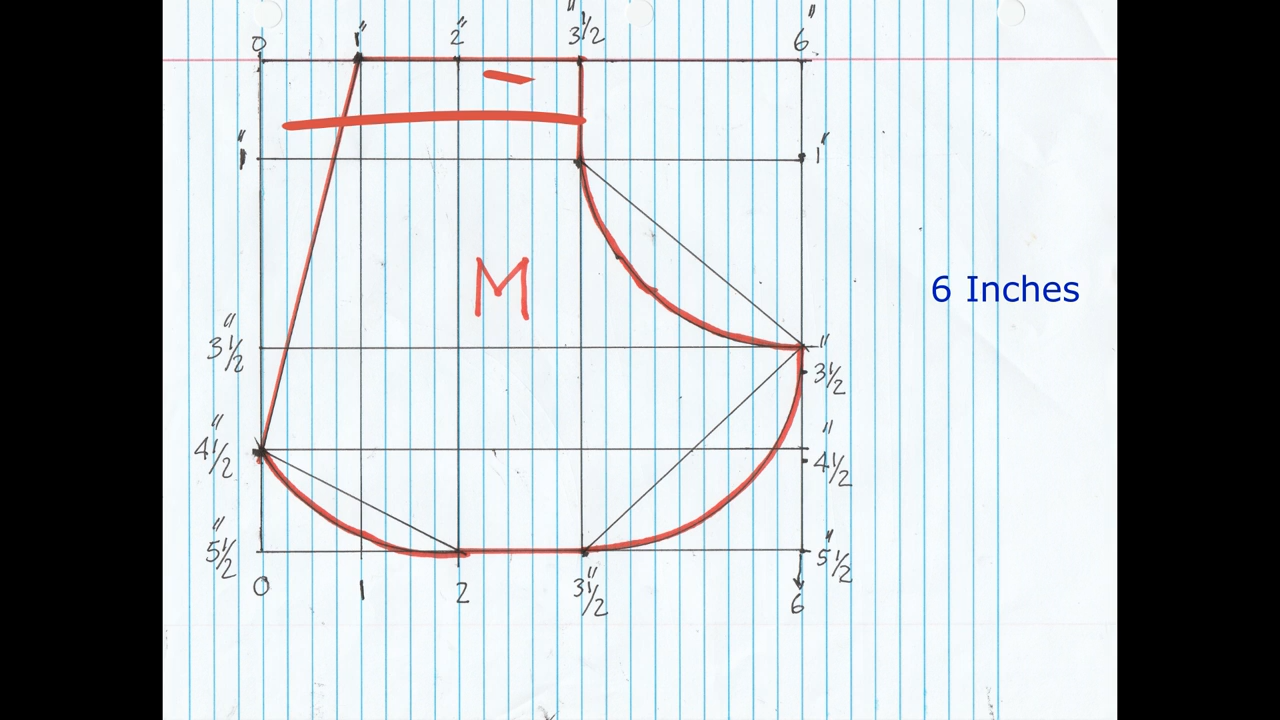 0 1" 2" 3½" 6"
1" 1"
M
6 Inches
3½" 3½"
4½" 4½"
5½" 5½"
0 1 2 3½" 6